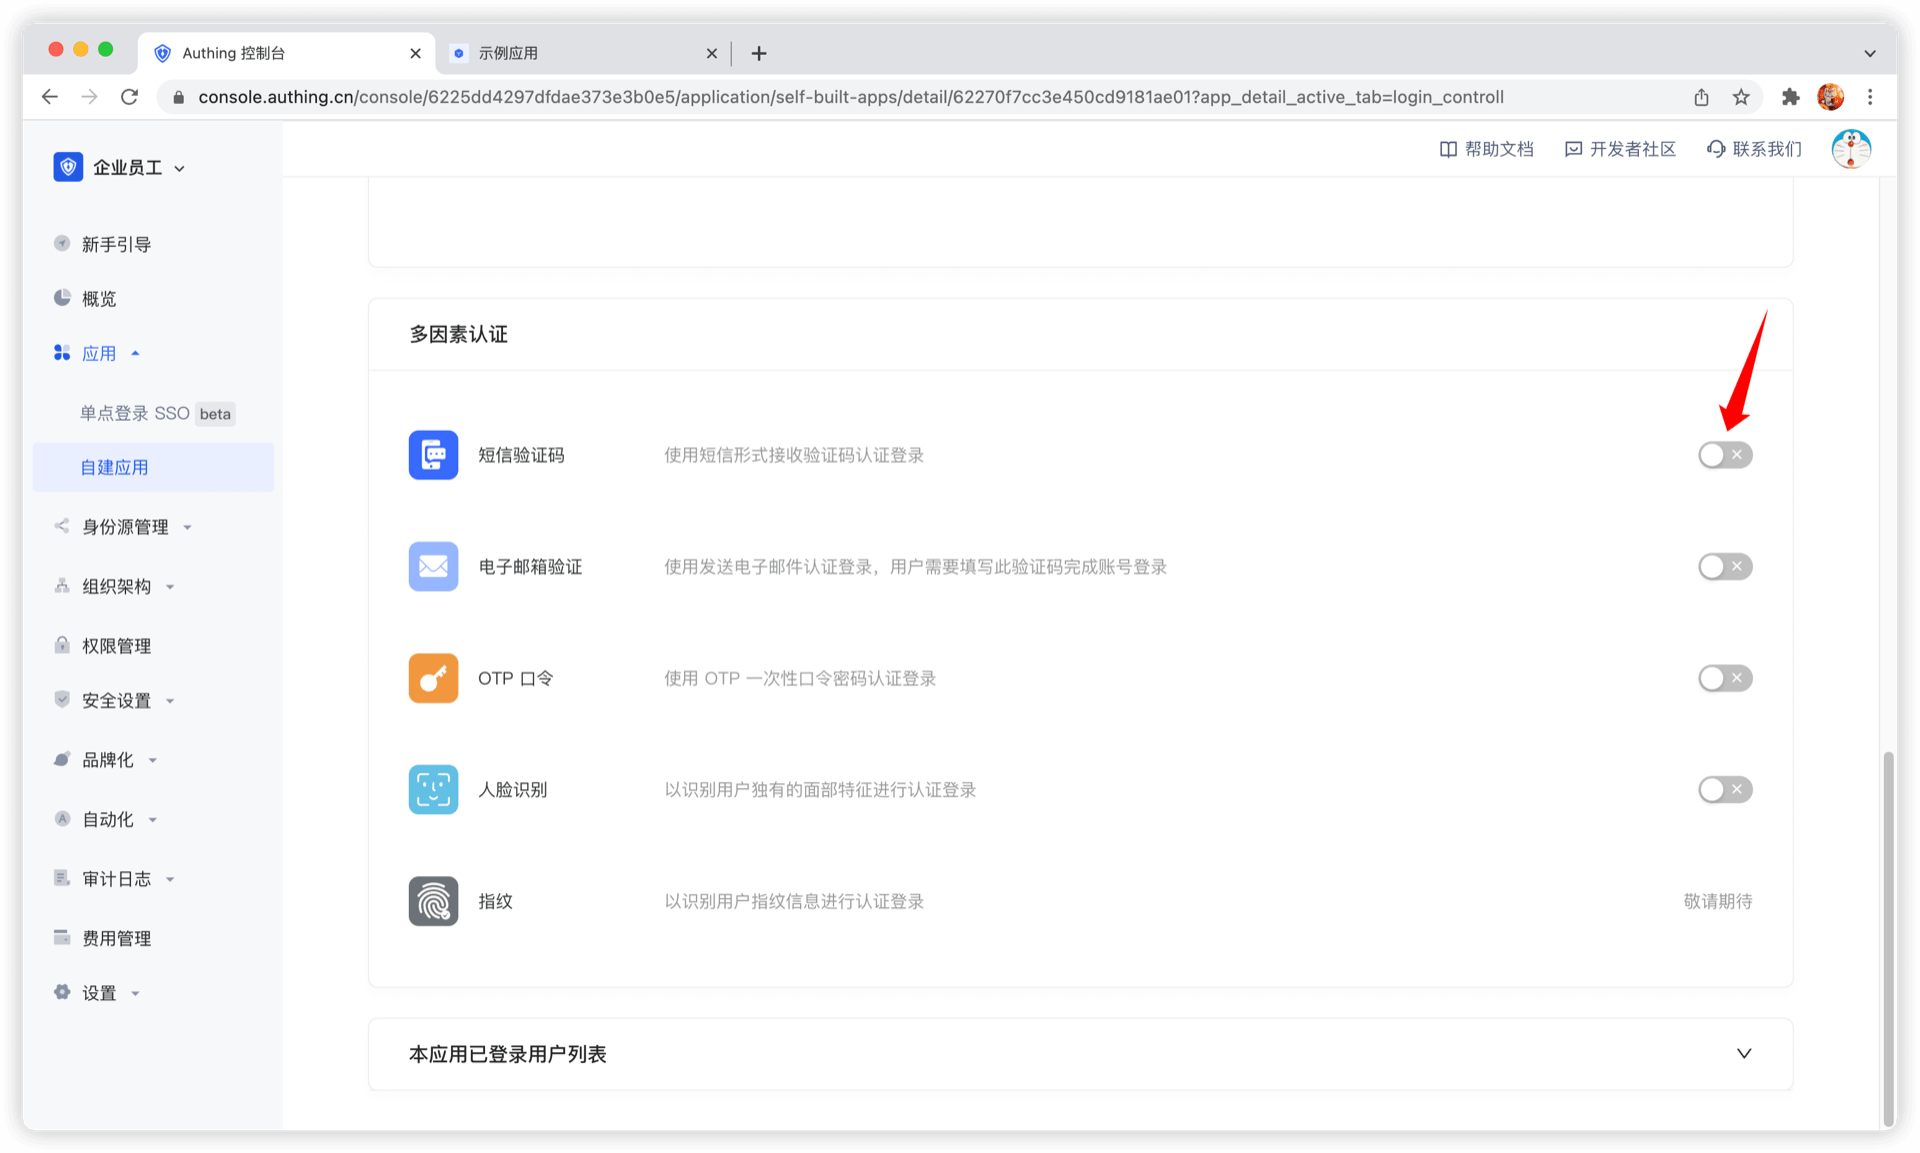 Authing 控制台
示例应用
console.authing.cn/console/6225dd4297dfdae373e3b0e5/application/self-built-apps/detail/62270f7cc3e450cd9181ae01?app_detail_active_tab=login_controll
企业员工
帮助文档
开发者社区
联系我们
新手引导
概览
应用
单点登录 SSO beta
自建应用
身份源管理
组织架构
权限管理
安全设置
品牌化
自动化
审计日志
费用管理
设置
多因素认证
短信验证码 使用短信形式接收验证码认证登录
电子邮箱验证 使用发送电子邮件认证登录，用户需要填写此验证码完成账号登录
OTP 口令 使用 OTP 一次性口令密码认证登录
人脸识别 以识别用户独有的面部特征进行认证登录
指纹 以识别用户指纹信息进行认证登录 敬请期待
本应用已登录用户列表